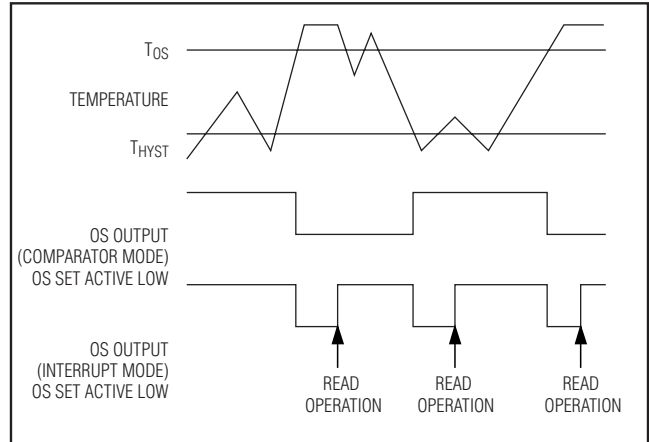 TOS
TEMPERATURE
THYST
OS OUTPUT
(COMPARATOR MODE)
OS SET ACTIVE LOW
OS OUTPUT
(INTERRUPT MODE)
OS SET ACTIVE LOW
READ
OPERATION
READ
OPERATION
READ
OPERATION